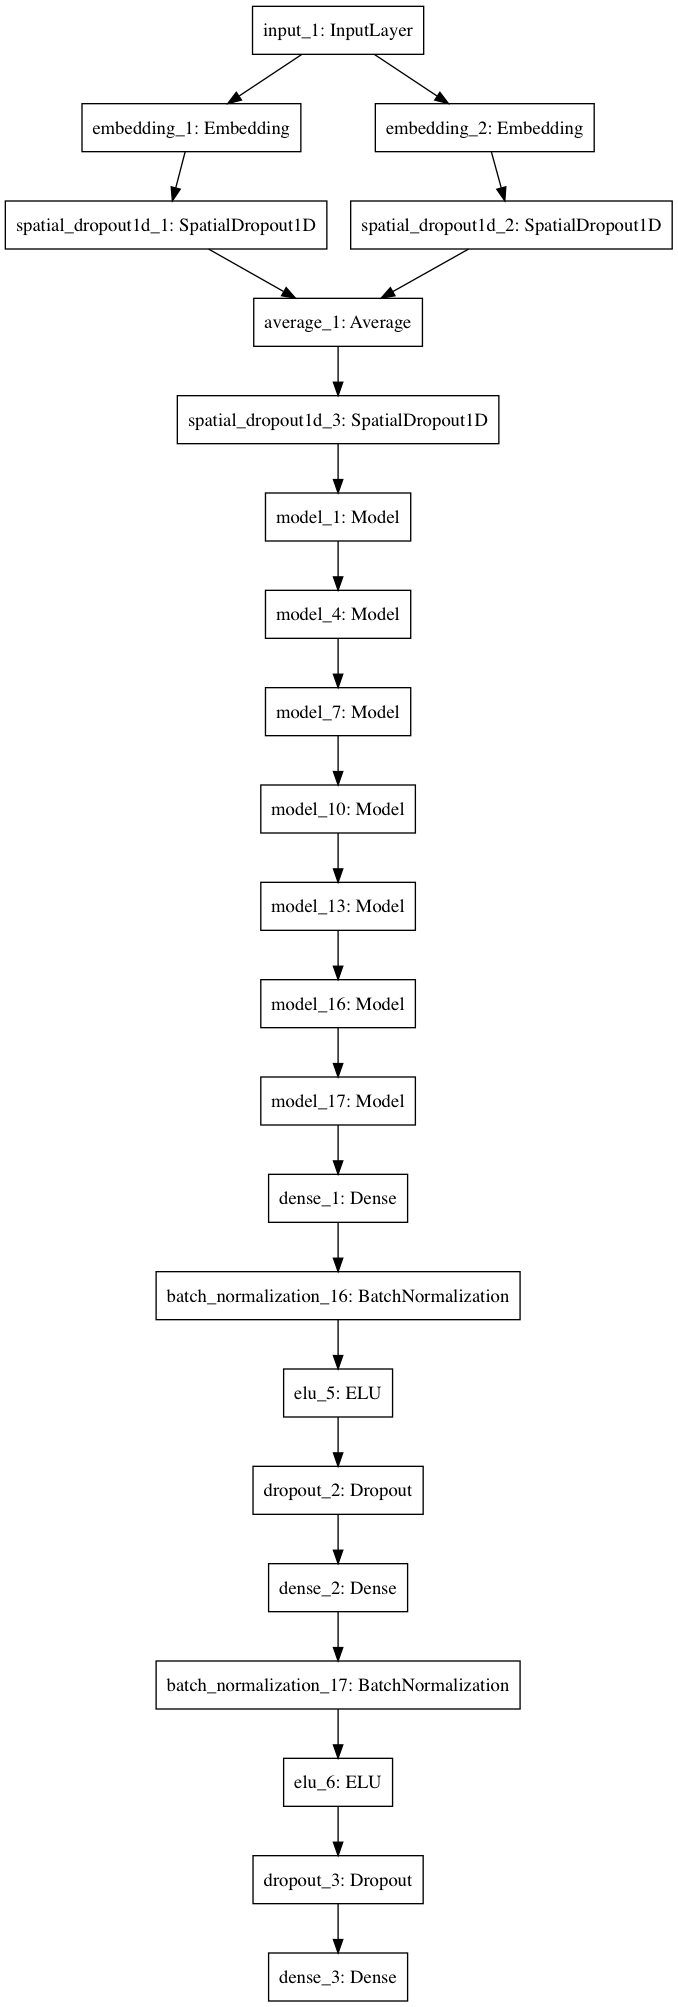 input_1: InputLayer
embedding_1: Embedding
embedding_2: Embedding
spatial_dropout1d_1: SpatialDropout1D
spatial_dropout1d_2: SpatialDropout1D
average_1: Average
spatial_dropout1d_3: SpatialDropout1D
model_1: Model
model_4: Model
model_7: Model
model_10: Model
model_13: Model
model_16: Model
model_17: Model
dense_1: Dense
batch_normalization_16: BatchNormalization
elu_5: ELU
dropout_2: Dropout
dense_2: Dense
batch_normalization_17: BatchNormalization
elu_6: ELU
dropout_3: Dropout
dense_3: Dense